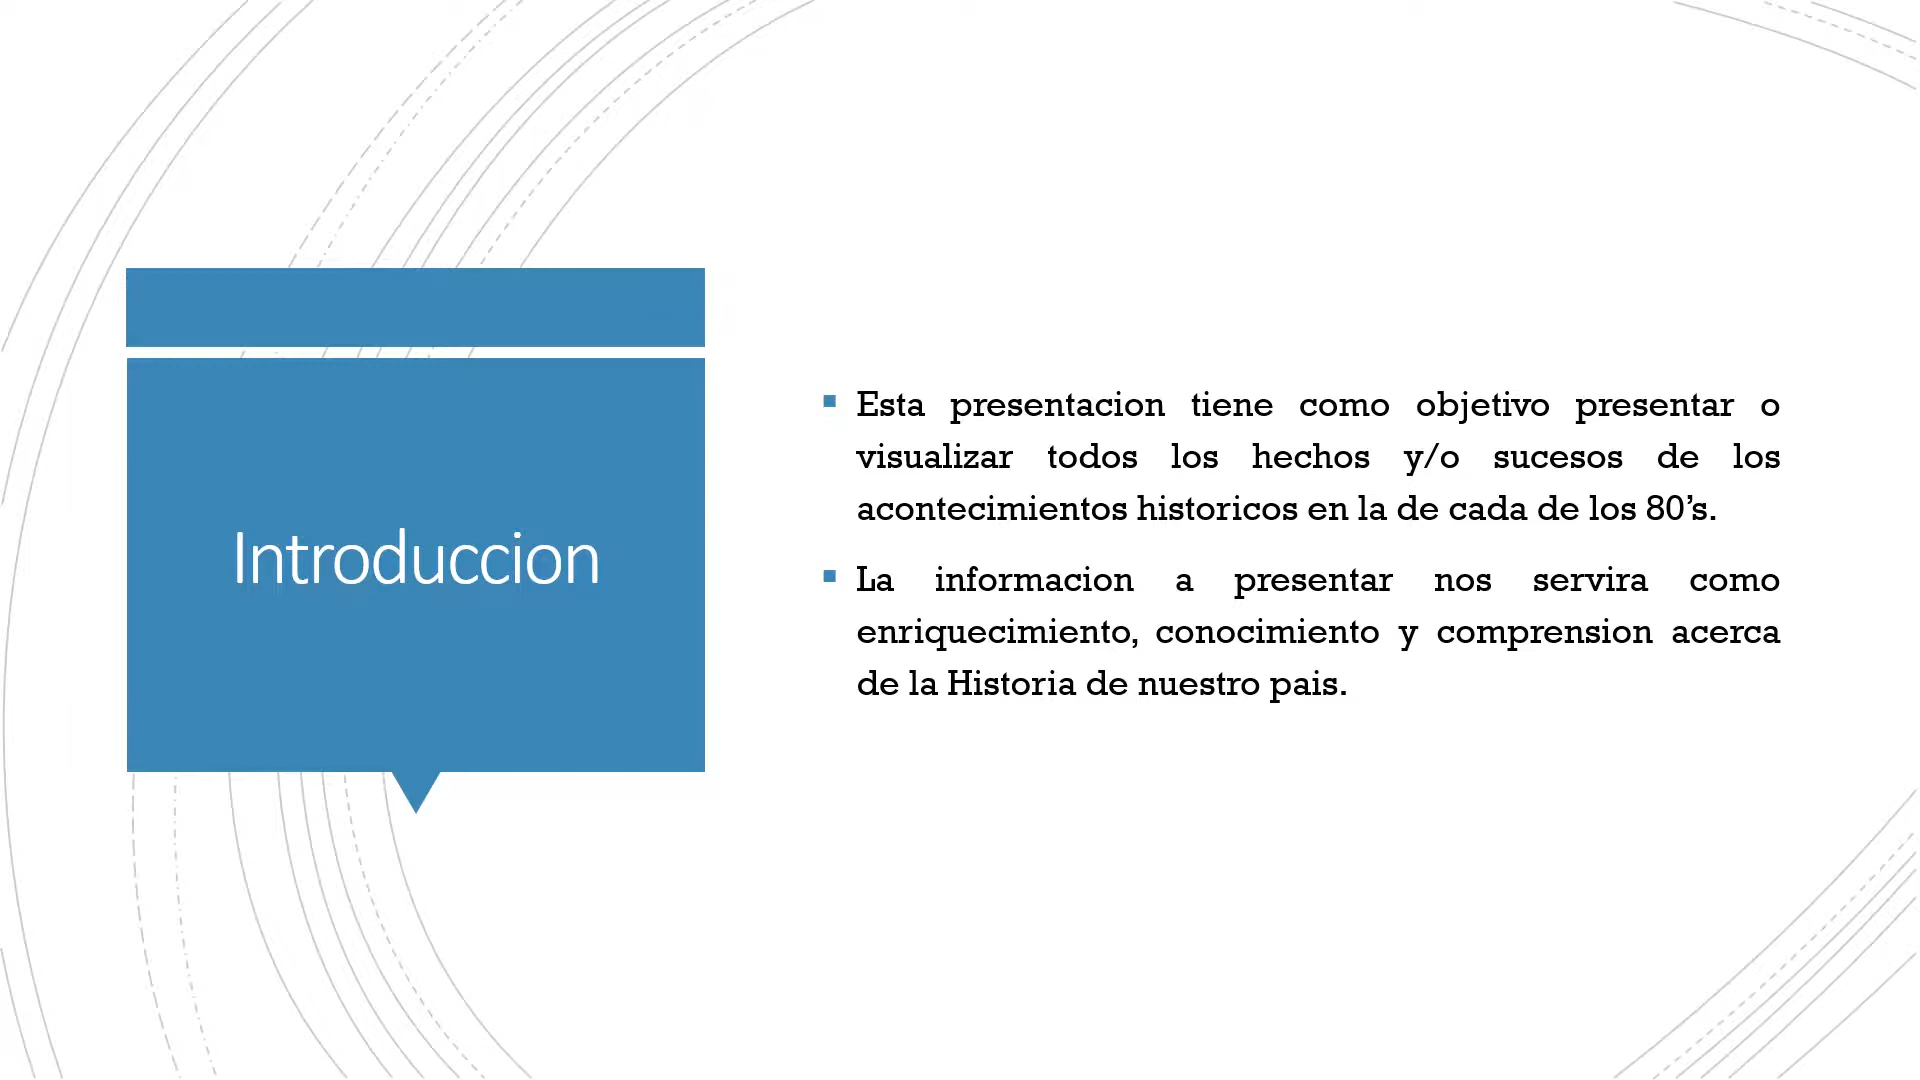 Introduccion
Esta presentacion tiene como objetivo presentar o
visualizar todos los hechos y/o sucesos de los
acontecimientos historicos en la de cada de los 80’s.
La informacion a presentar nos servira como
enriquecimiento, conocimiento y comprension acerca
de la Historia de nuestro pais.